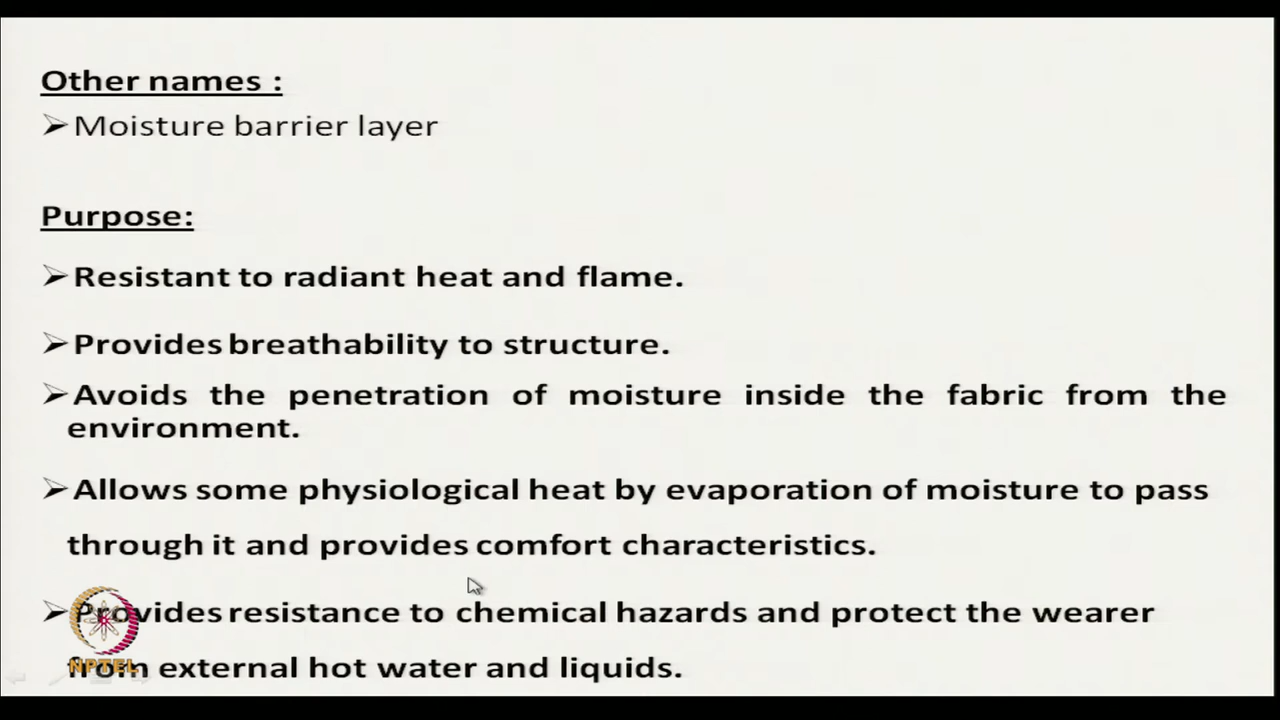 Other names :
➢Moisture barrier layer
Purpose:
➢Resistant to radiant heat and flame.
➢Provides breathability to structure.
➢Avoids the penetration of moisture inside the fabric from the
environment.
➢Allows some physiological heat by evaporation of moisture to pass
through it and provides comfort characteristics.
➢Provides resistance to chemical hazards and protect the wearer
from external hot water and liquids.
NPTEL